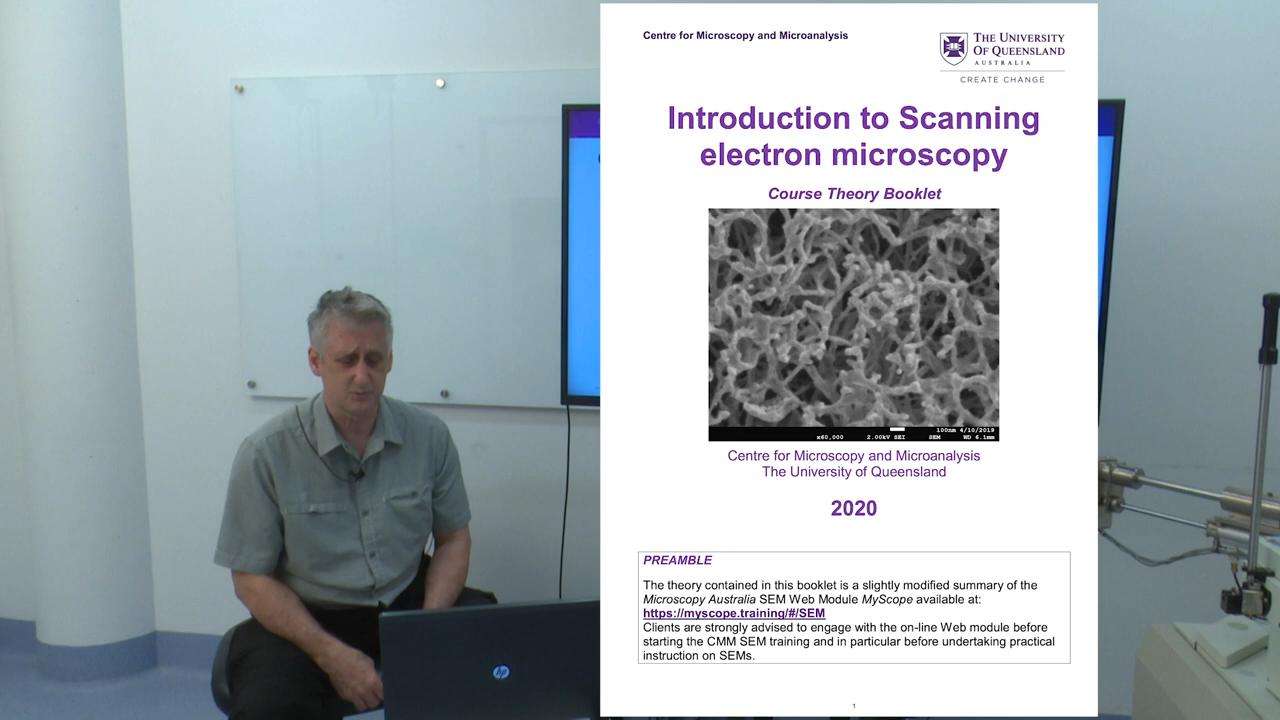 Centre for Microscopy and Microanalysis
THE UNIVERSITY
OF QUEENSLAND
AUSTRALIA
CREATE CHANGE
Introduction to Scanning
electron microscopy
Course Theory Booklet
100nm 4/10/2019
x60,000 2.00kV SEI SEM WD 6.1mm
Centre for Microscopy and Microanalysis
The University of Queensland
2020
PREAMBLE
The theory contained in this booklet is a slightly modified summary of the
Microscopy Australia SEM Web Module MyScope available at:
https://myscope.training/#/SEM
Clients are strongly advised to engage with the on-line Web module before
starting the CMM SEM training and in particular before undertaking practical
instruction on SEMs.
1
hp